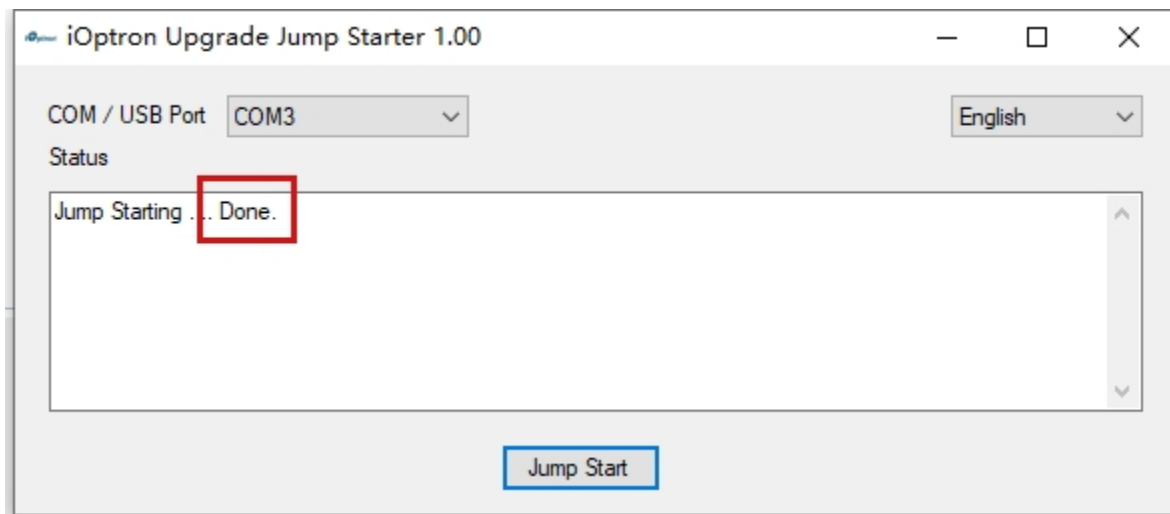 iOptron Upgrade Jump Starter 1.00
COM / USB Port COM3 English
Status
Jump Starting .... Done.
Jump Start